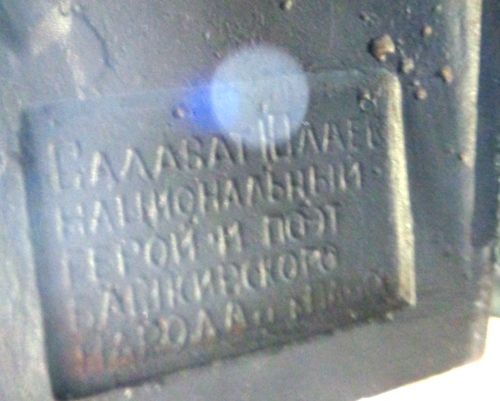 САЛАВАТ ЮЛАЕВ
НАЦИОНАЛЬНЫЙ
ГЕРОЙ И ПОЭТ
БАШКИРСКОГО
НАРОДА